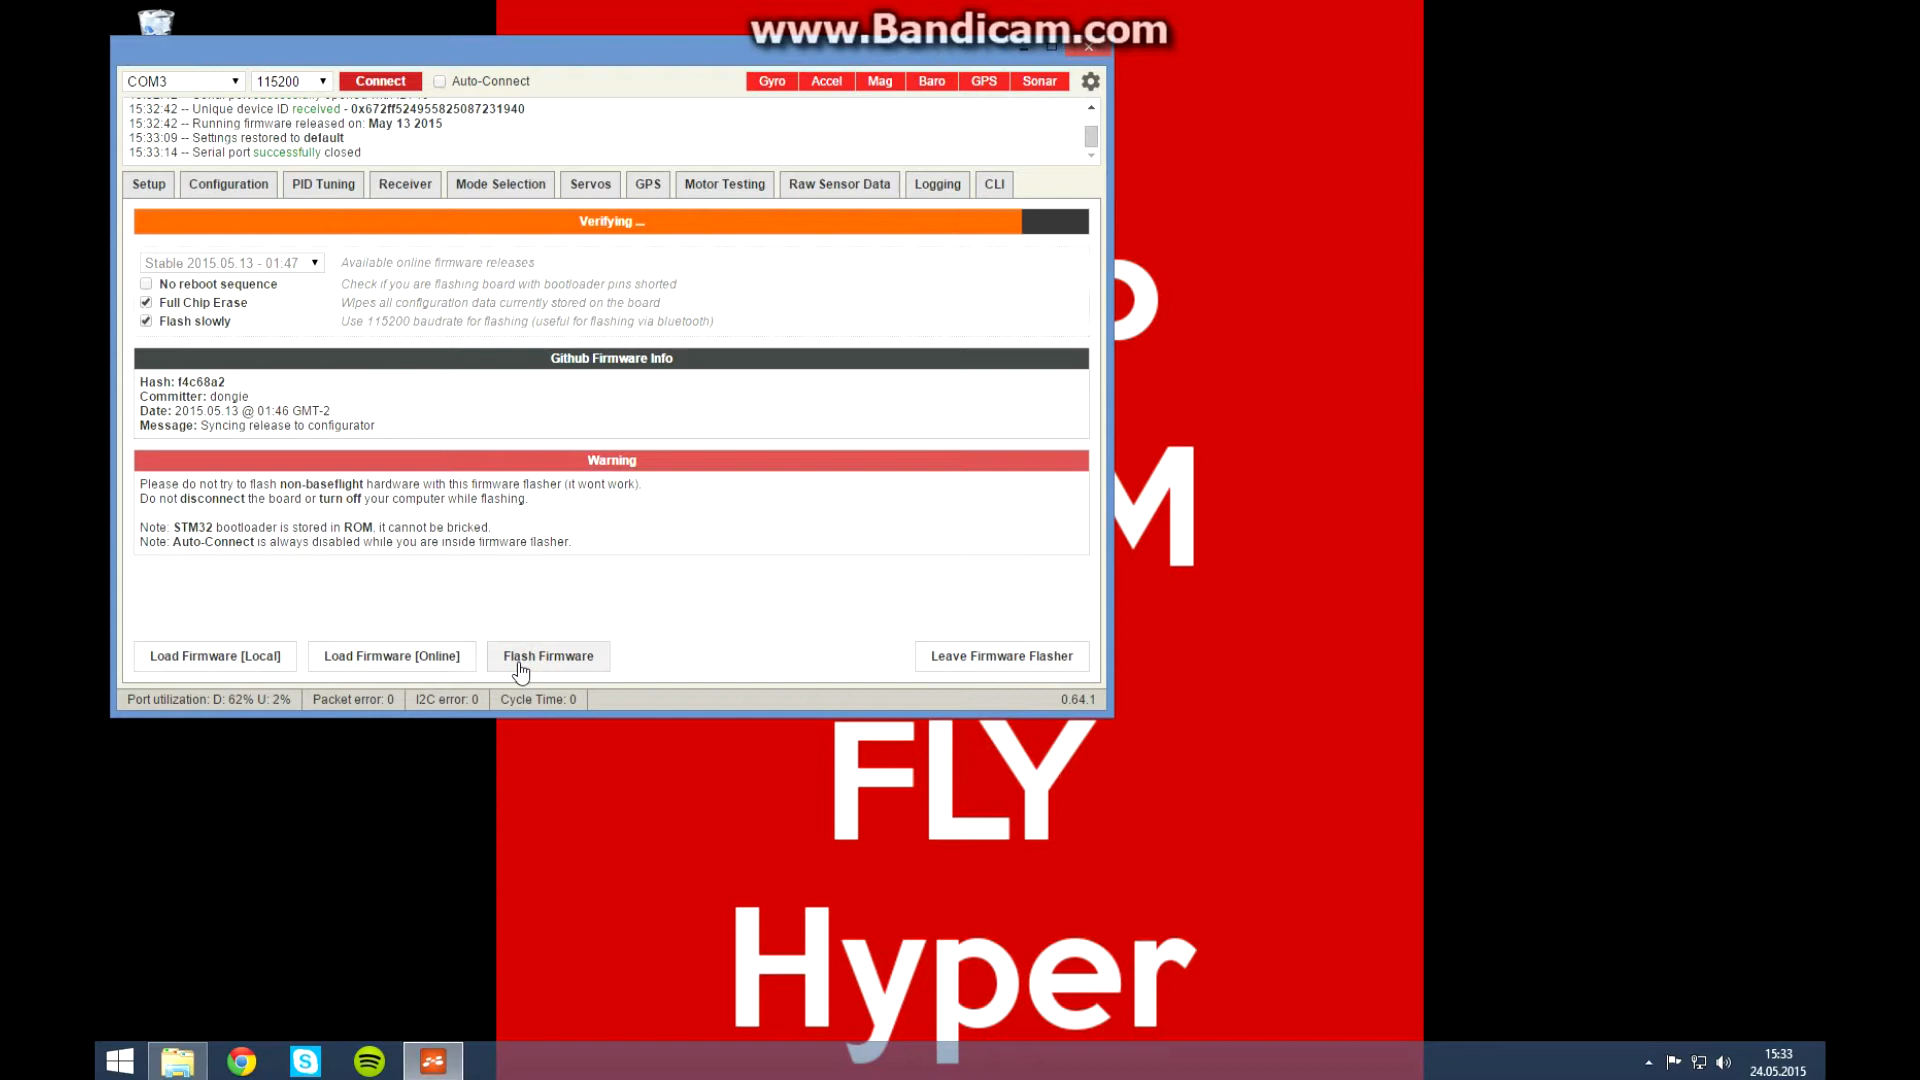 www.Bandicam.com
COM3 115200 Connect Auto-Connect Gyro Accel Mag Baro GPS Sonar
15:32:42 -- Unique device ID received - 0x672ff52495582508723​1940
15:32:42 -- Running firmware released on: May 13 2015
15:33:09 -- Settings restored to default
15:33:14 -- Serial port successfully closed
Setup Configuration PID Tuning Receiver Mode Selection Servos GPS Motor Testing Raw Sensor Data Logging CLI
Verifying ...
Stable 2015.05.13 - 01:47 Available online firmware releases
No reboot sequence Check if you are flashing board with bootloader pins shorted
Full Chip Erase Wipes all configuration data currently stored on the board
Flash slowly Use 115200 baudrate for flashing (useful for flashing via bluetooth)
Github Firmware Info
Hash: f4c68a2
Committer: dongie
Date: 2015.05.13 @ 01:46 GMT-2
Message: Syncing release to configurator
Warning
Please do not try to flash non-baseflight hardware with this firmware flasher (it wont work).
Do not disconnect the board or turn off your computer while flashing.
Note: STM32 bootloader is stored in ROM, it cannot be bricked.
Note: Auto-Connect is always disabled while you are inside firmware flasher.
Load Firmware [Local] Load Firmware [Online] Flash Firmware Leave Firmware Flasher
Port utilization: D: 62% U: 2% Packet error: 0 I2C error: 0 Cycle Time: 0 0.64.1
FLY
Hyper
15:33
24.05.2015